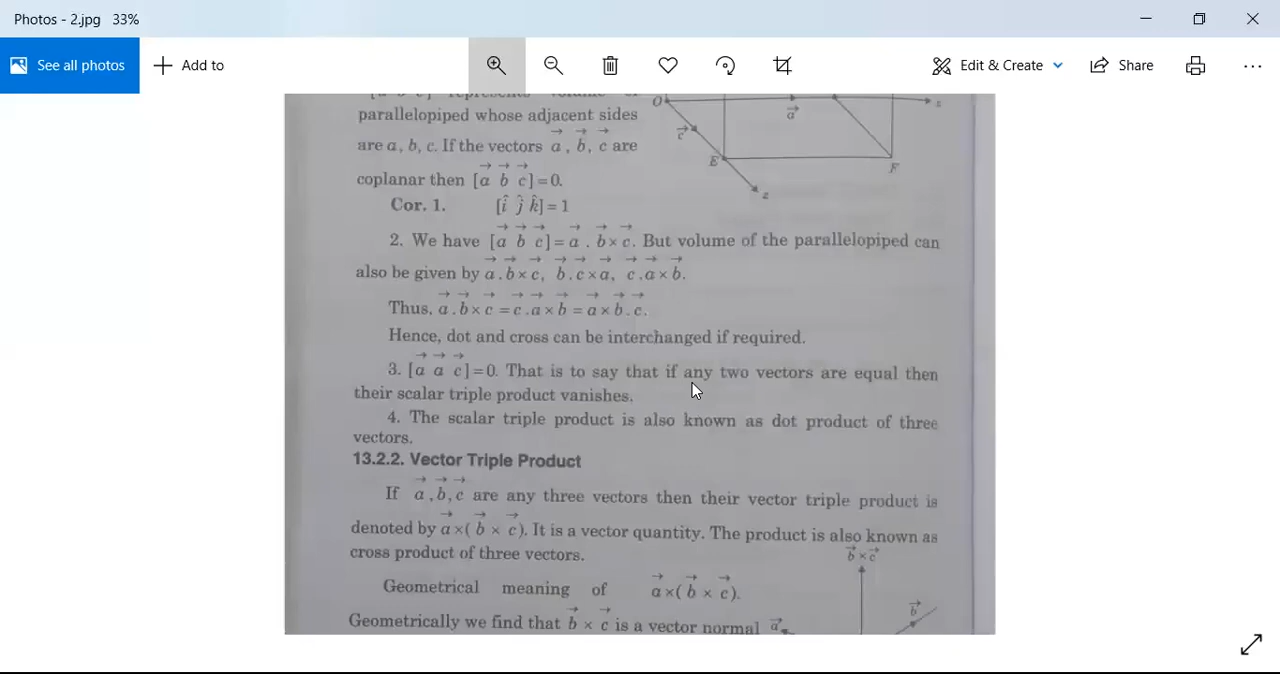 Photos - 2.jpg 33%
See all photos
Add to
Edit & Create
Share
parallelopiped whose adjacent sides
are a, b, c. If the vectors a⃗, b⃗, c⃗ are
coplanar then [a⃗ b⃗ c⃗]=0.
Cor. 1. [î ĵ k̂]=1
2. We have [a⃗ b⃗ c⃗]=a⃗ . b⃗×c⃗. But volume of the parallelopiped can
also be given by a⃗.b⃗×c⃗, b⃗.c⃗×a⃗, c⃗.a⃗×b⃗.
Thus, a⃗.b⃗×c⃗=c⃗.a⃗×b⃗=a⃗×b⃗.c⃗.
Hence, dot and cross can be interchanged if required.
3. [a⃗ a⃗ c⃗]=0. That is to say that if any two vectors are equal then
their scalar triple product vanishes.
4. The scalar triple product is also known as dot product of three
vectors.
13.2.2. Vector Triple Product
If a⃗,b⃗,c⃗ are any three vectors then their vector triple product is
denoted by a⃗×(b⃗ × c⃗). It is a vector quantity. The product is also known as
cross product of three vectors.
Geometrical meaning of a⃗×(b⃗ × c⃗).
Geometrically we find that b⃗ × c⃗ is a vector normal
O
a⃗
x
c⃗
E
F
z
b⃗×c⃗
b⃗
a⃗